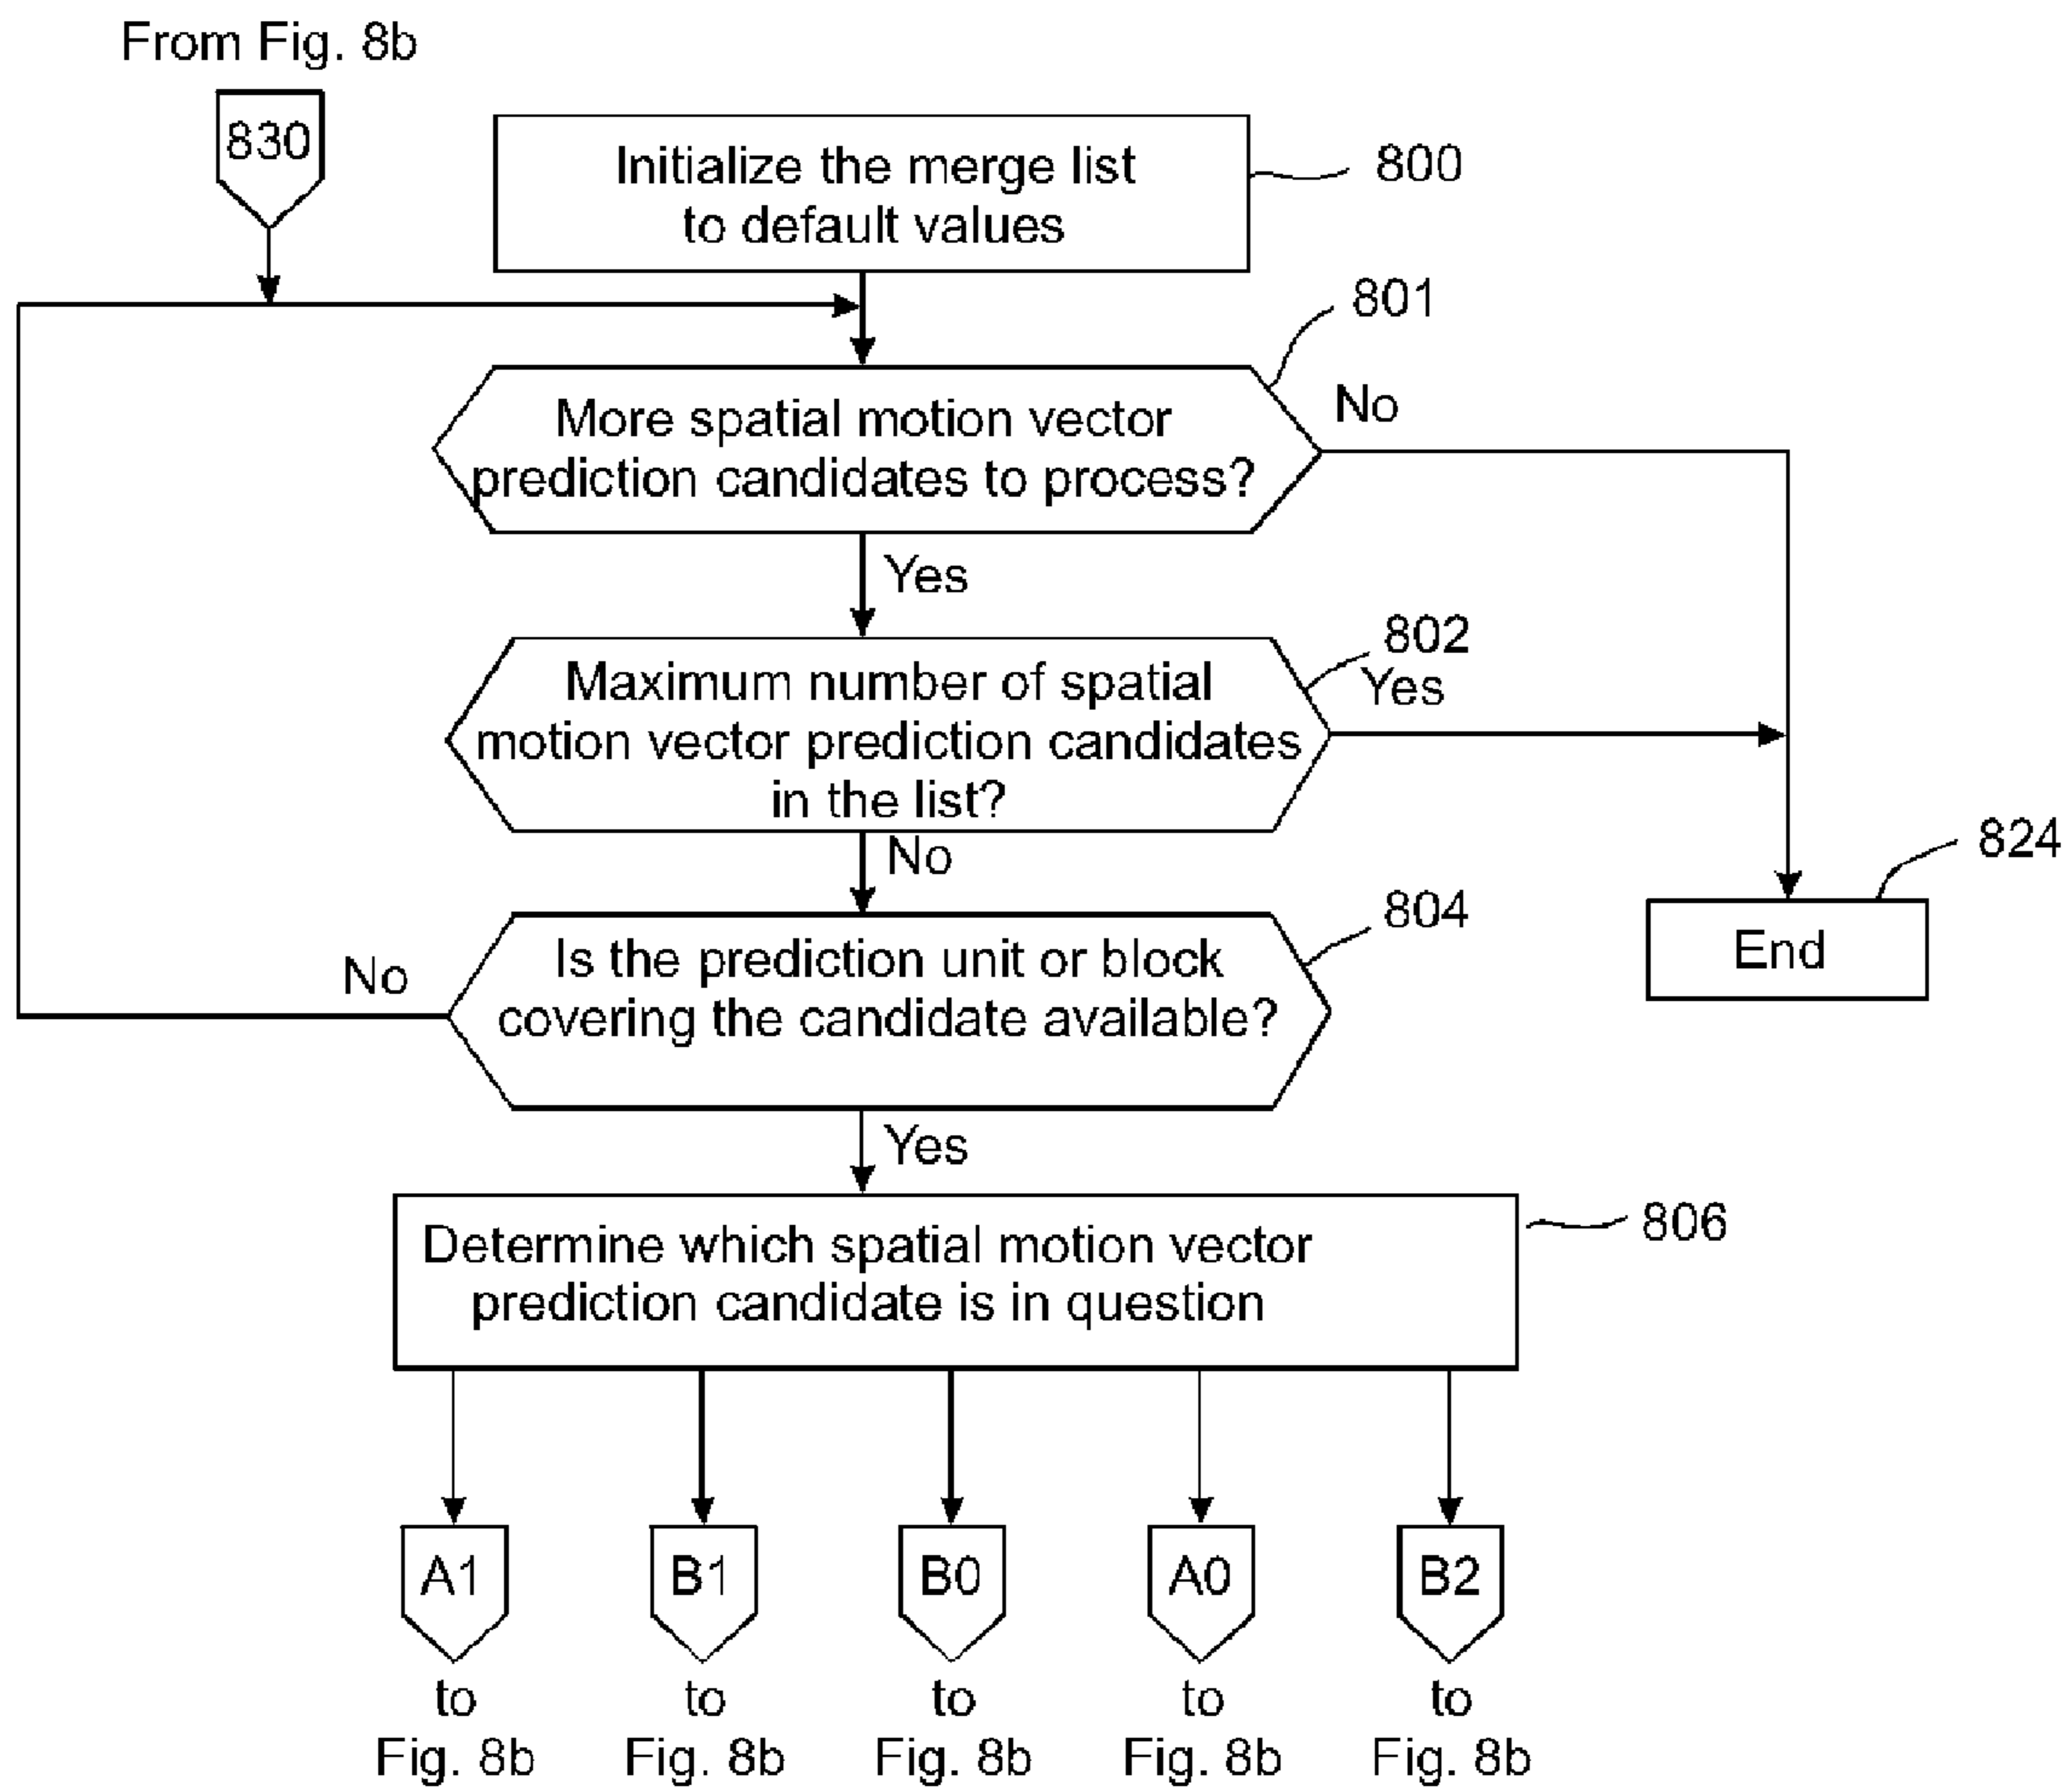 From Fig. 8b
830
Initialize the merge list
to default values
800
801
More spatial motion vector
prediction candidates to process?
No
Yes
802
Maximum number of spatial
motion vector prediction candidates
in the list?
Yes
No
824
End
804
Is the prediction unit or block
covering the candidate available?
No
Yes
806
Determine which spatial motion vector
prediction candidate is in question
A1
B1
B0
A0
B2
to
Fig. 8b
to
Fig. 8b
to
Fig. 8b
to
Fig. 8b
to
Fig. 8b